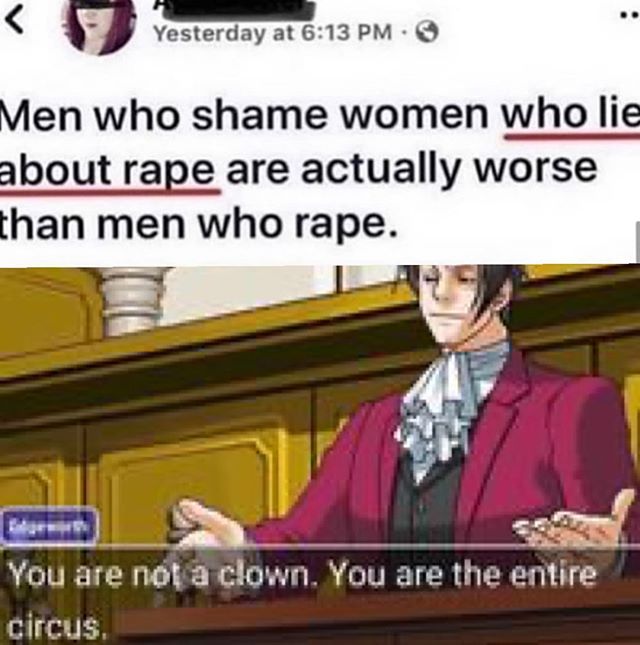 Yesterday at 6:13 PM ·
Men who shame women who lie
about rape are actually worse
than men who rape.
Edgeworth
You are not a clown. You are the entire
circus.